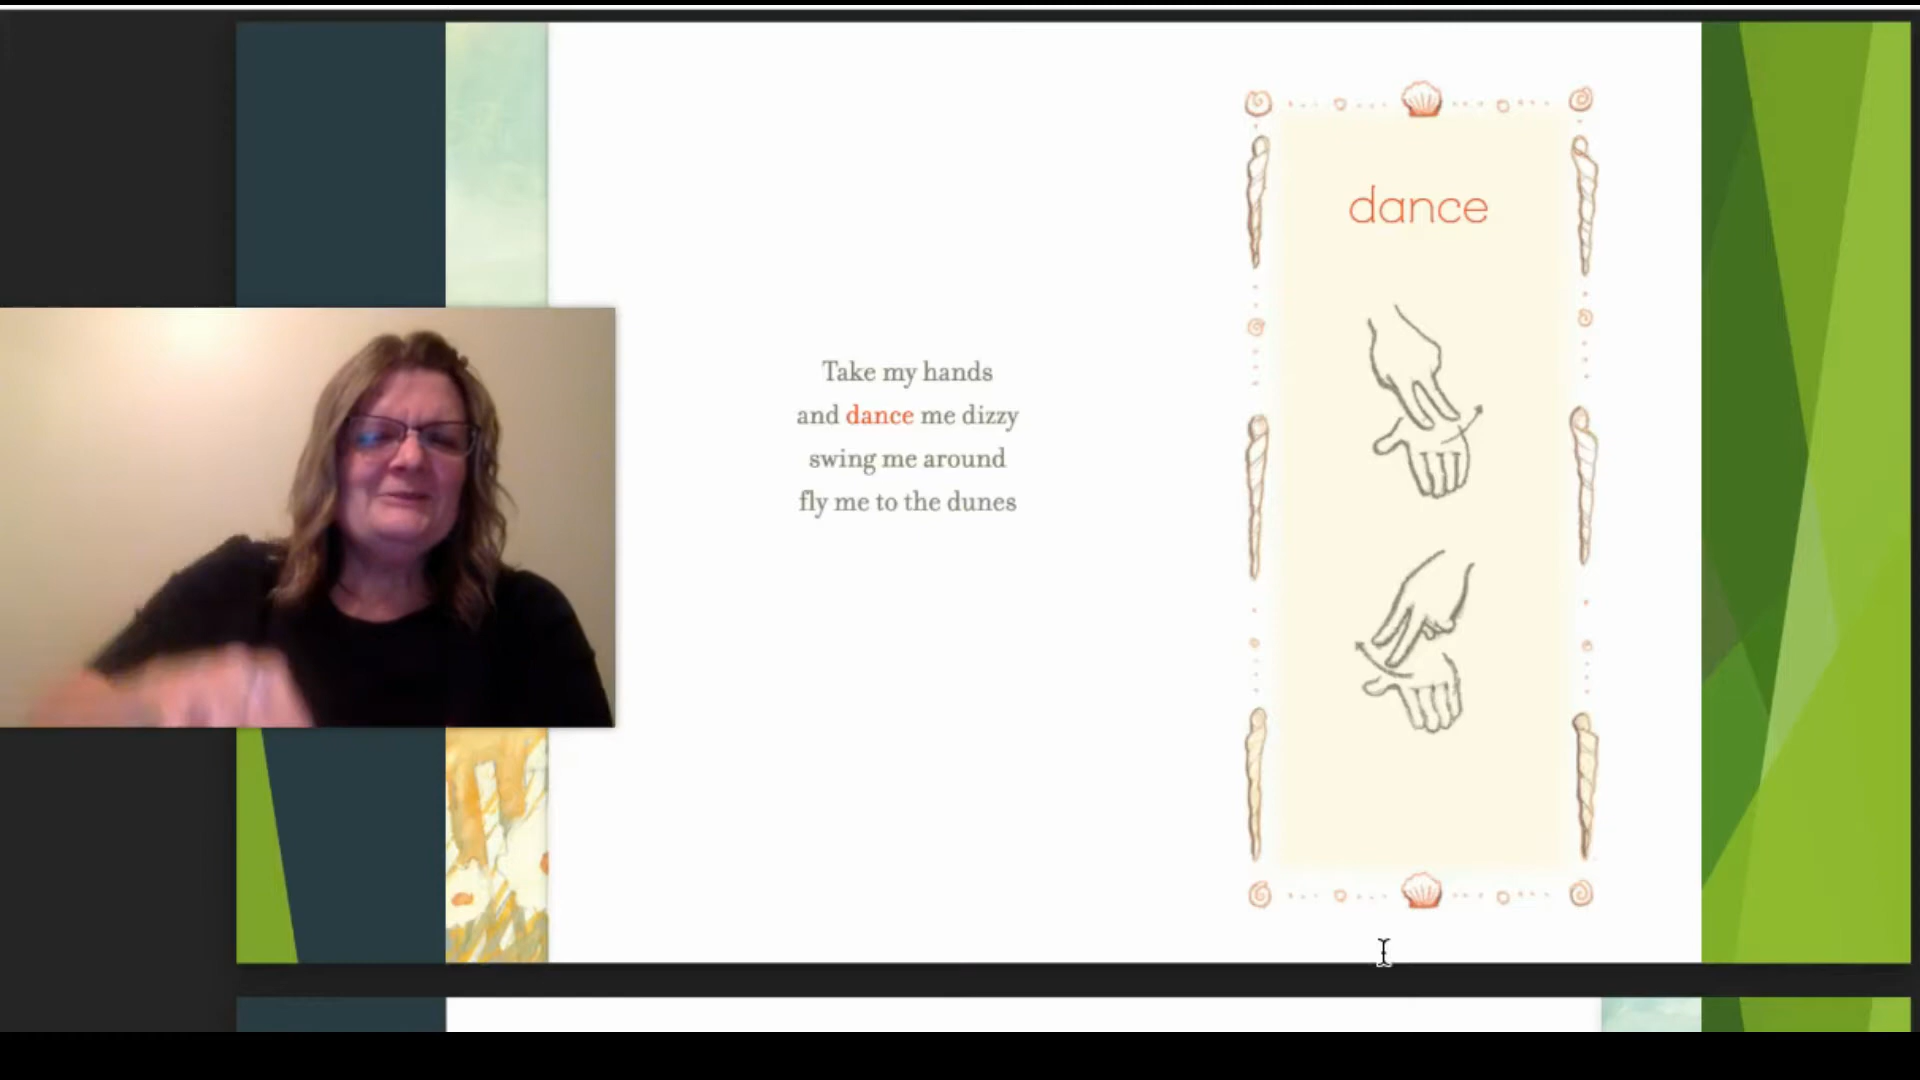 Take my hands
and dance me dizzy
swing me around
fly me to the dunes
dance